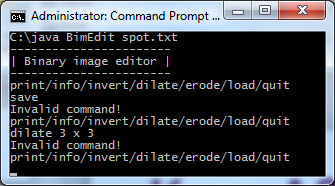 Administrator: Command Prompt ...
C:\java BimEdit spot.txt
-----------------------
| Binary image editor |
-----------------------
print/info/invert/dilate/erode/load/quit
save
Invalid command!
print/info/invert/dilate/erode/load/quit
dilate 3 x 3
Invalid command!
print/info/invert/dilate/erode/load/quit